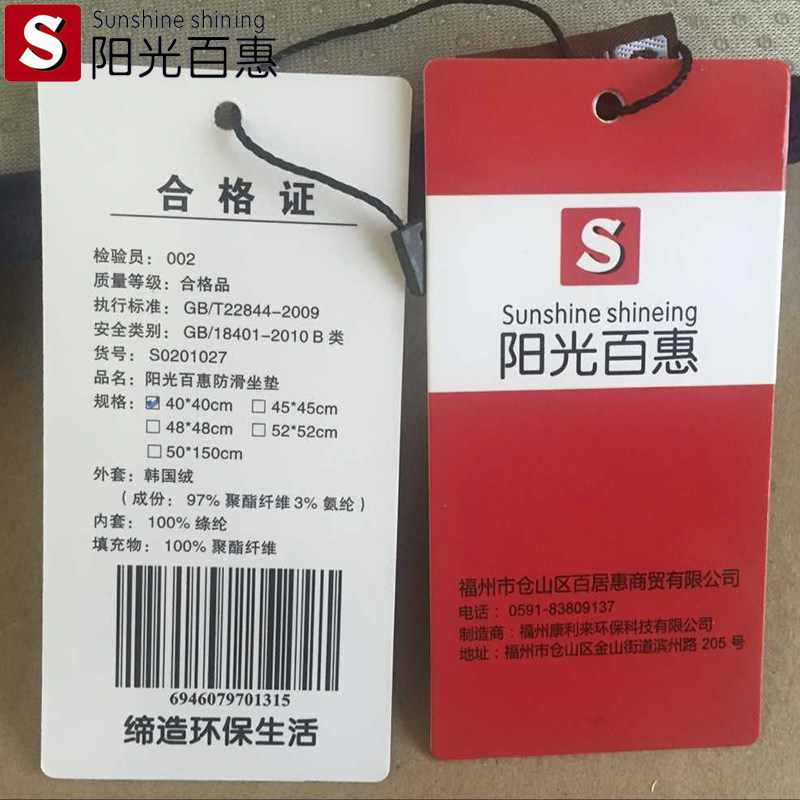 S
Sunshine shining
阳光百惠
合格证
检验员：002
质量等级：合格品
执行标准：GB/T22844-2009
安全类别：GB/18401-2010 B 类
货号：S0201027
品名：阳光百惠防滑坐垫
规格：40*40cm 45*45cm
48*48cm 52*52cm
50*150cm
外套：韩国绒
（成份：97% 聚酯纤维3% 氨纶）
内套：100% 涤纶
填充物：100% 聚酯纤维
6946079701315
缔造环保生活
S
Sunshine shineing
阳光百惠
福州市仓山区百居惠商贸有限公司
电话：0591-83809137
制造商：福州康利来环保科技有限公司
地址：福州市仓山区金山街道滨州路 205 号